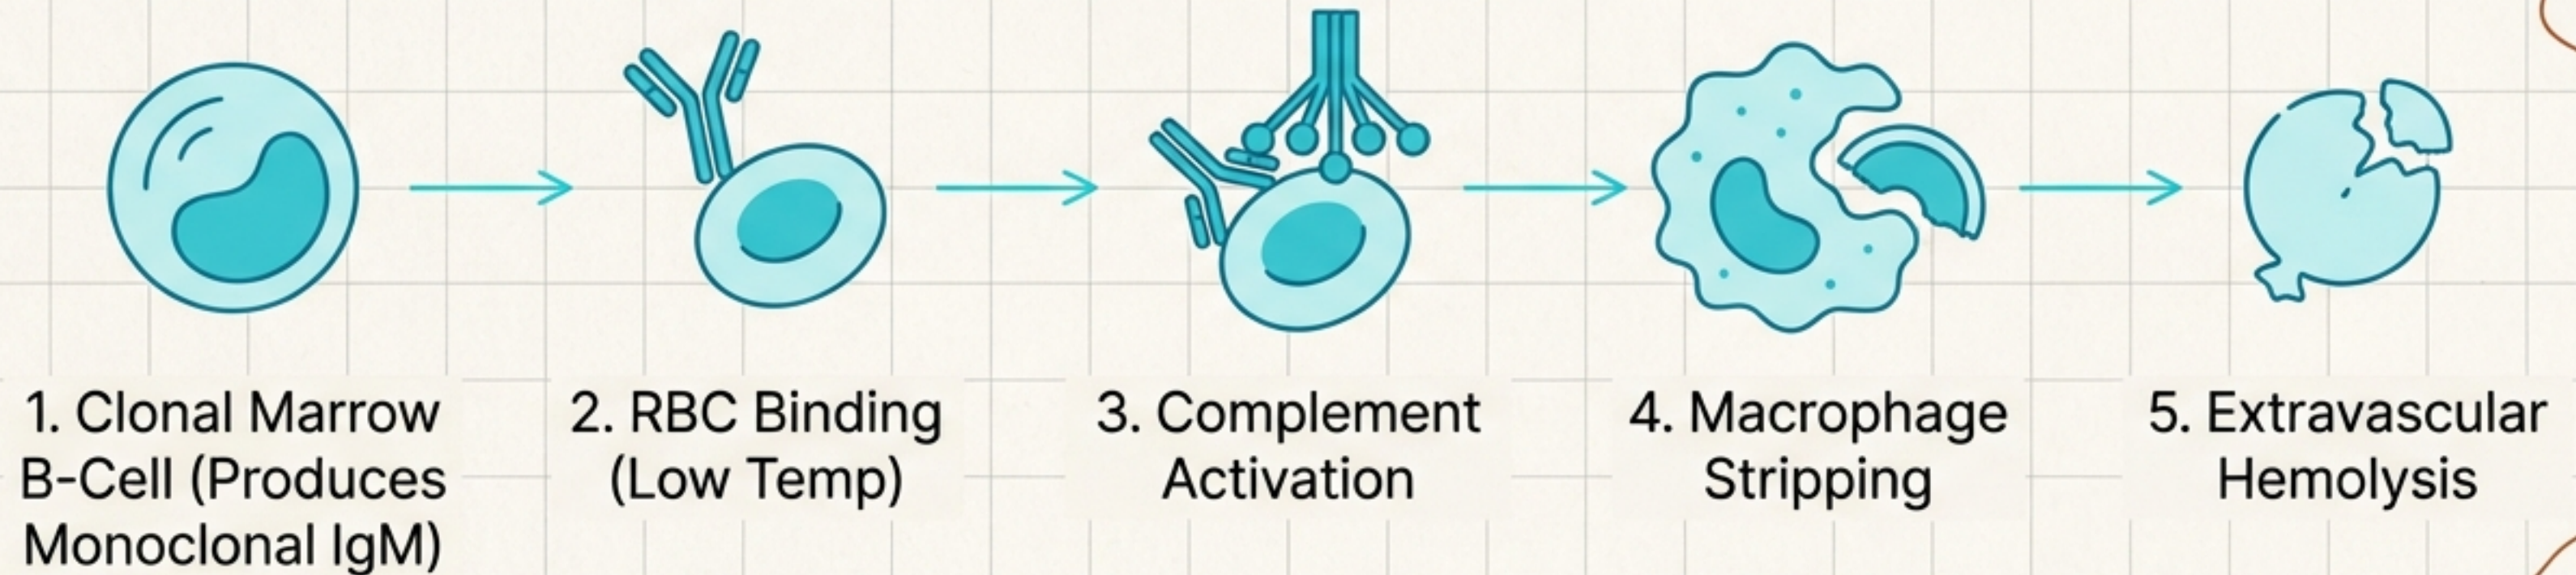 1. Clonal Marrow
B-Cell (Produces
Monoclonal IgM)
2. RBC Binding
(Low Temp)
3. Complement
Activation
4. Macrophage
Stripping
5. Extravascular
Hemolysis